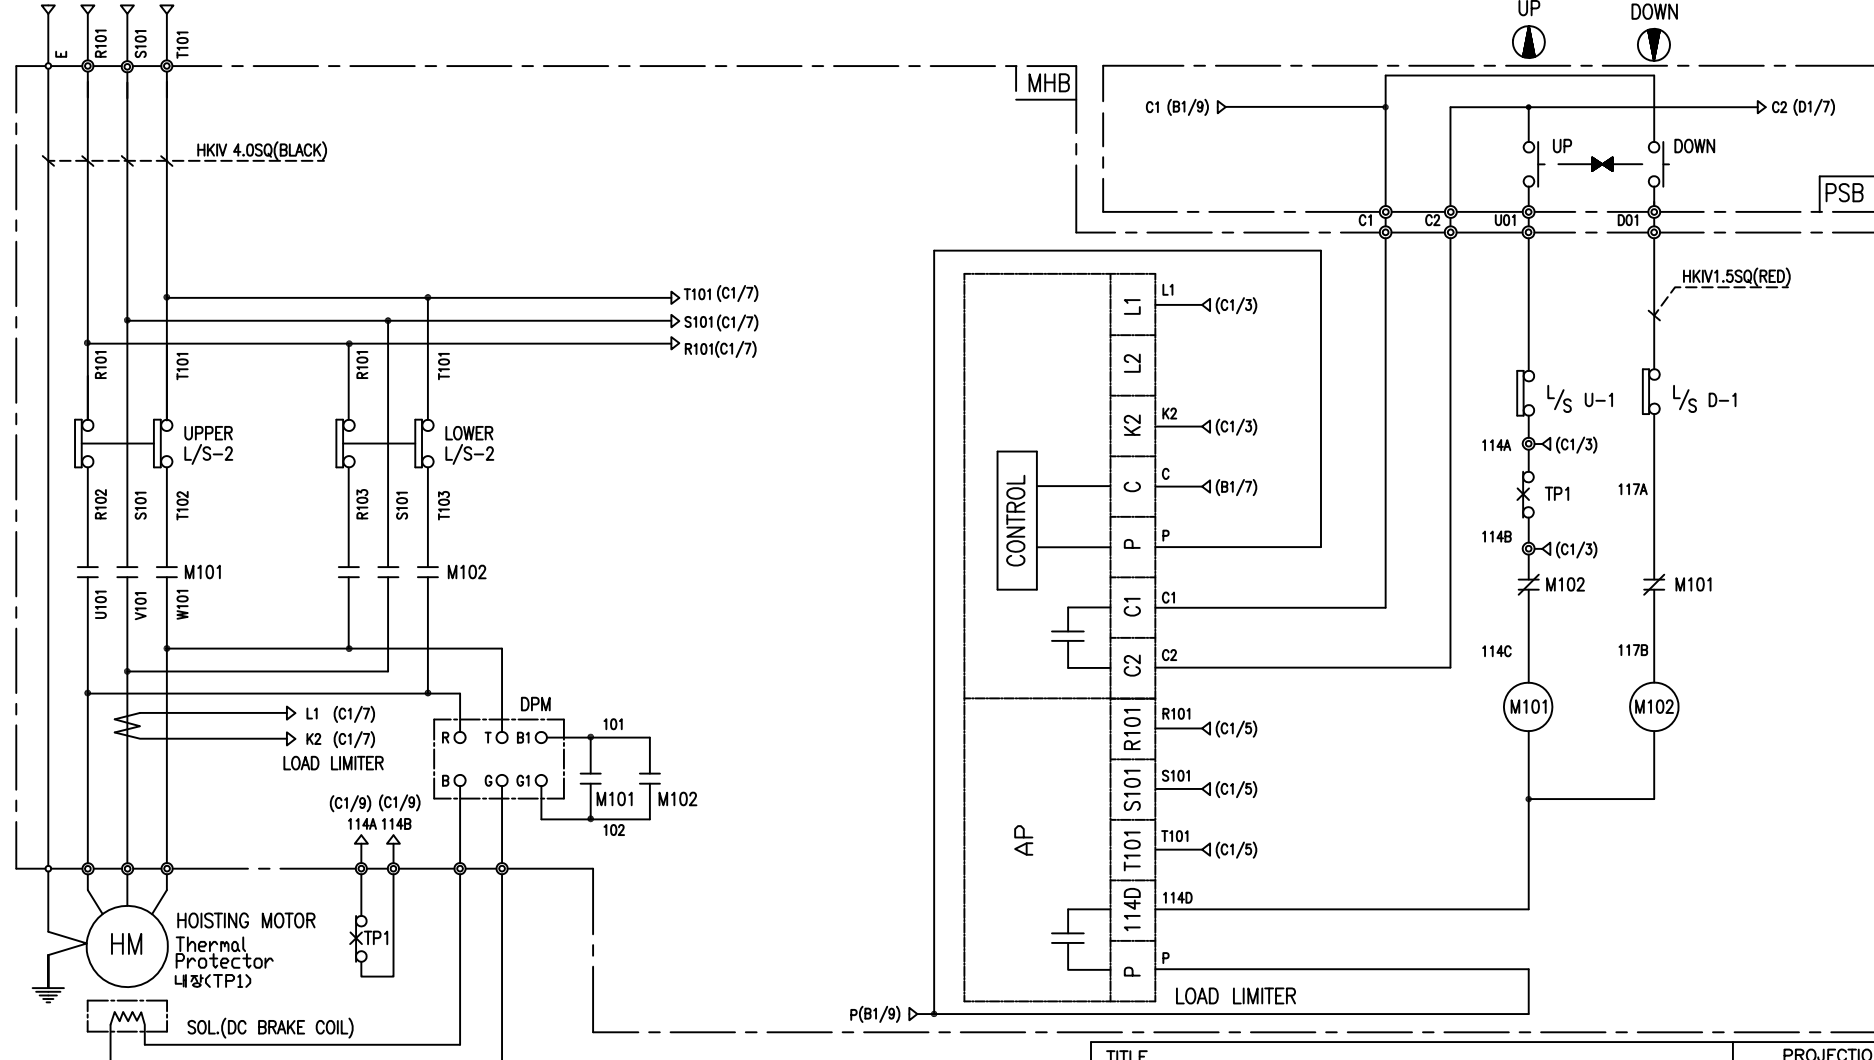 UP
DOWN
E
R101
S101
T101
MHB
C1 (B1/9)
C2 (D1/7)
HKIV 4.0SQ(BLACK)
UP
DOWN
PSB
C1
C2
U01
D01
HKIV1.5SQ(RED)
T101 (C1/7)
S101 (C1/7)
R101(C1/7)
R101
T101
R101
T101
UPPER
L/S-2
LOWER
L/S-2
R102
S101
T102
R103
S101
T103
M101
M102
U101
V101
W101
L1 (C1/7)
K2 (C1/7)
LOAD LIMITER
DPM
R
T
B1
B
G
G1
101
M101
M102
102
(C1/9) (C1/9)
114A 114B
TP1
HM
HOISTING MOTOR
Thermal
Protector
내장(TP1)
SOL.(DC BRAKE COIL)
CONTROL
AP
L1
L1
(C1/3)
L2
K2
K2
(C1/3)
C
C
(B1/7)
P
P
C1
C1
C2
C2
R101
R101
(C1/5)
S101
S101
(C1/5)
T101
T101
(C1/5)
114D
114D
P
P
LOAD LIMITER
P(B1/9)
L/S U-1
L/S D-1
114A
(C1/3)
TP1
117A
114B
(C1/3)
M102
M101
114C
117B
M101
M102
TITLE
PROJECTIO